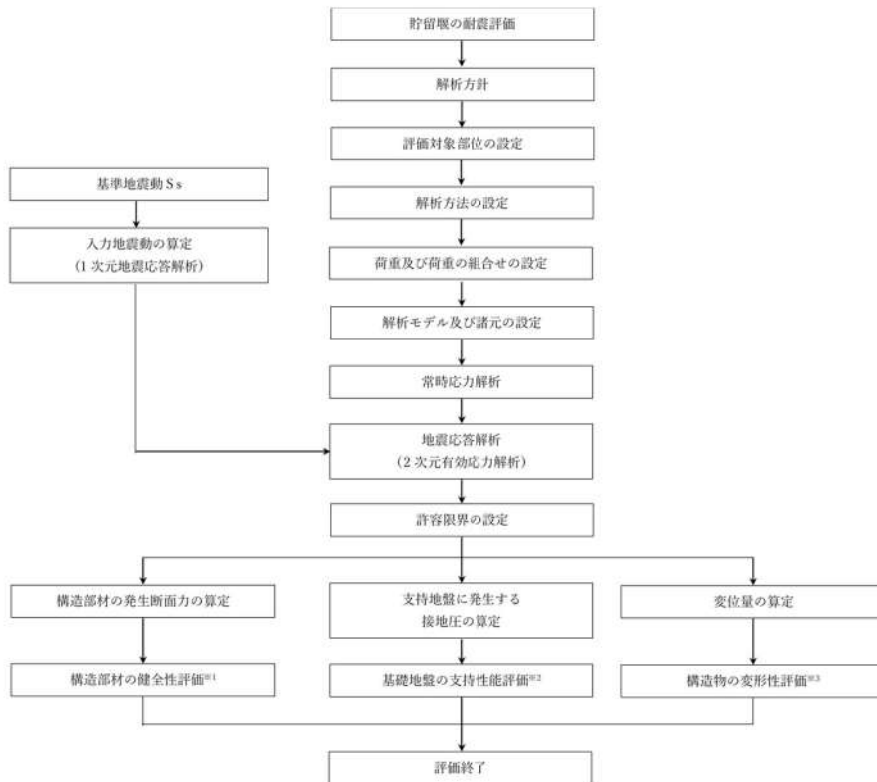 貯留堰の耐震評価
解析方針
評価対象部位の設定
基準地震動Ss
解析方法の設定
入力地震動の算定
(1次元地震応答解析)
荷重及び荷重の組合せの設定
解析モデル及び諸元の設定
常時応力解析
地震応答解析
(2次元有効応力解析)
許容限界の設定
構造部材の発生断面力の算定
支持地盤に発生する
接地圧の算定
変位量の算定
構造部材の健全性評価※1
基礎地盤の支持性能評価※2
構造物の変形性評価※3
評価終了